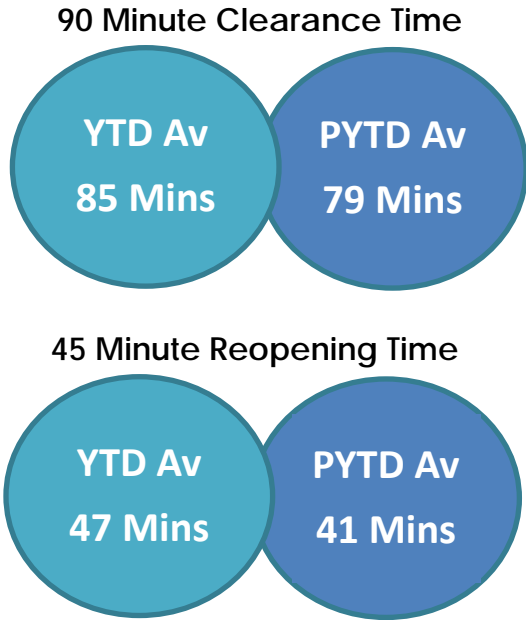 90 Minute Clearance Time
YTD Av
85 Mins
PYTD Av
79 Mins
45 Minute Reopening Time
YTD Av
47 Mins
PYTD Av
41 Mins